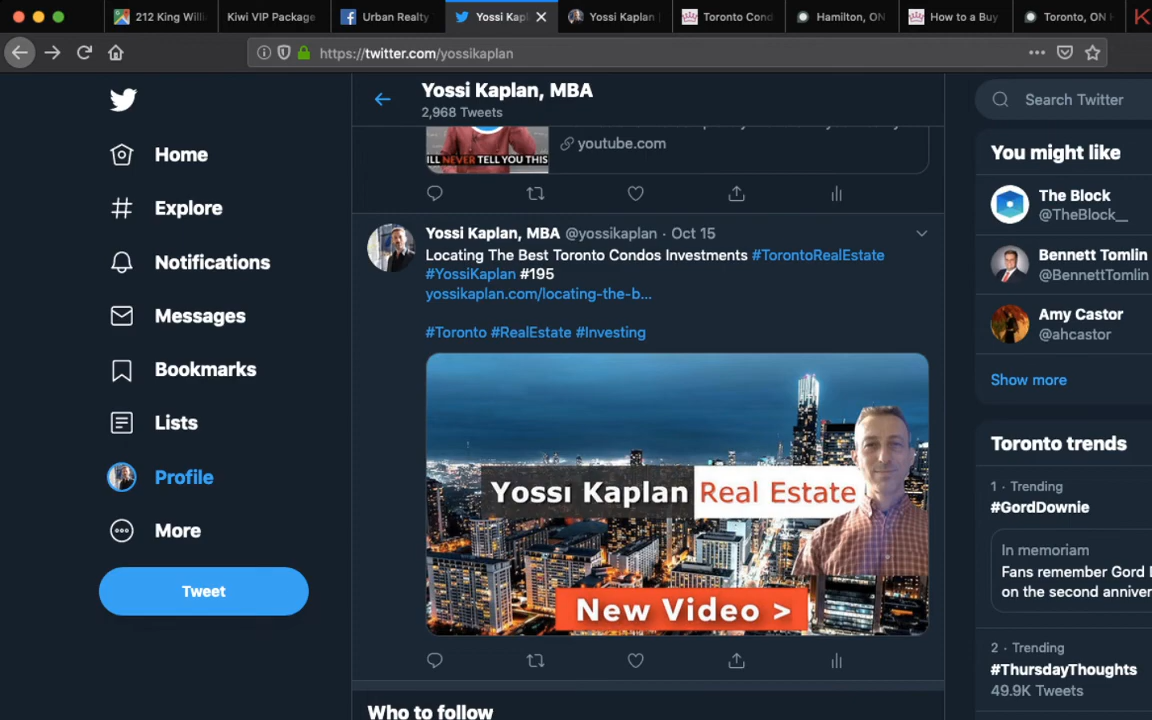 212 King Willi
Kiwi VIP Package
Urban Realty
Yossi Kapl
Yossi Kaplan |
Toronto Cond
Hamilton, ON
How to a Buy
Toronto, ON H
https://twitter.com/yossikaplan
Home
Explore
Notifications
Messages
Bookmarks
Lists
Profile
More
Tweet
Yossi Kaplan, MBA
2,968 Tweets
ILL NEVER TELL YOU THIS
youtube.com
Yossi Kaplan, MBA @yossikaplan · Oct 15
Locating The Best Toronto Condos Investments #TorontoRealEstate
#YossiKaplan #195
yossikaplan.com/locating-the-b...
#Toronto #RealEstate #Investing
Yossi Kaplan Real Estate
New Video >
Who to follow
Search Twitter
You might like
The Block
@TheBlock__
Bennett Tomlin
@BennettTomlin
Amy Castor
@ahcastor
Show more
Toronto trends
1 · Trending
#GordDownie
In memoriam
Fans remember Gord
on the second anniver
2 · Trending
#ThursdayThoughts
49.9K Tweets